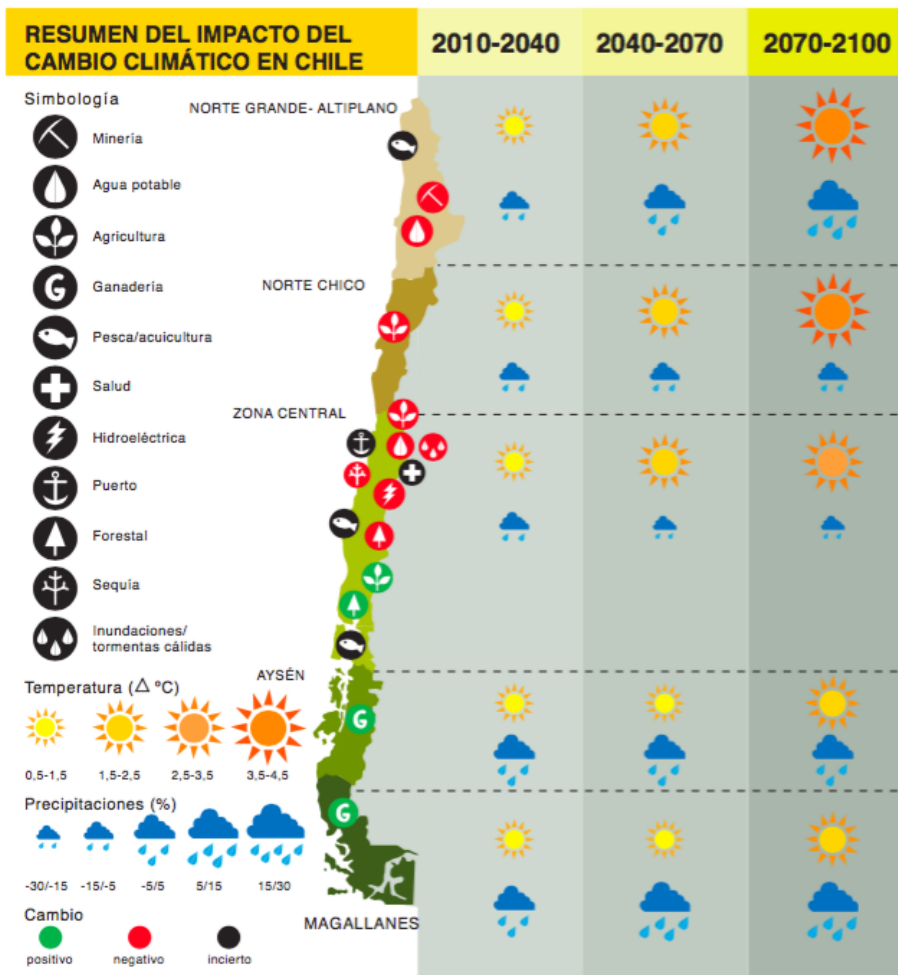 RESUMEN DEL IMPACTO DEL
CAMBIO CLIMÁTICO EN CHILE
2010-2040
2040-2070
2070-2100
Simbología
Minería
Agua potable
Agricultura
G
Ganadería
Pesca/acuicultura
Salud
Hidroeléctrica
Puerto
Forestal
Sequía
Inundaciones/
tormentas cálidas
Temperatura (△ ºC)
0,5-1,5
1,5-2,5
2,5-3,5
3,5-4,5
Precipitaciones (%)
-30/-15
-15/-5
-5/5
5/15
15/30
Cambio
positivo
negativo
incierto
NORTE GRANDE- ALTIPLANO
NORTE CHICO
ZONA CENTRAL
AYSÉN
G
G
MAGALLANES